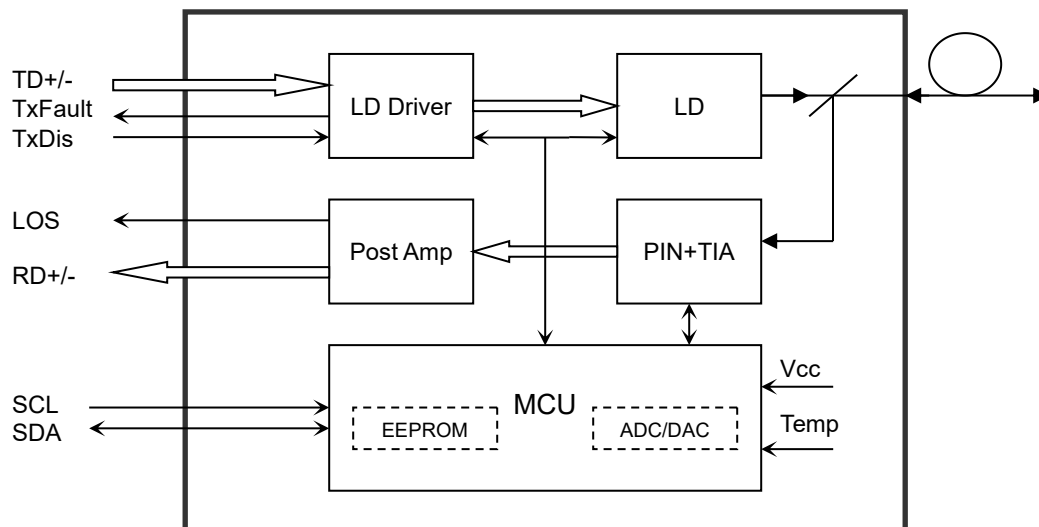 TD+/-
TxFault
TxDis
LD Driver
LD
LOS
RD+/-
Post Amp
PIN+TIA
SCL
SDA
MCU
EEPROM
ADC/DAC
Vcc
Temp